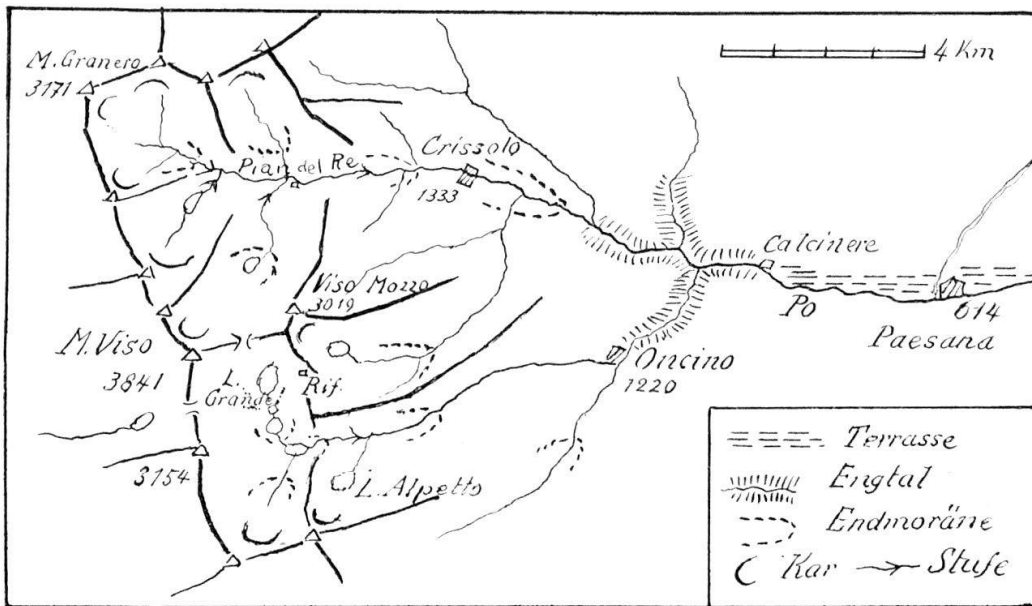 4 Km
M. Granero
3171
Pian del Re
Crissolo
1333
Calcinere
Viso Mozzo
3019
Po
614
Paesana
M. Viso
3841
L. Grande
Rif.
Oncino
1220
3154
L. Alpetto
Terrasse
Engtal
Endmoräne
Kar
Stufe